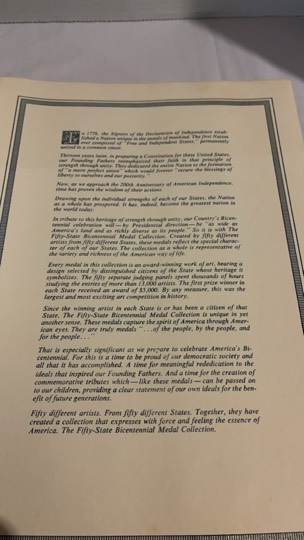 In 1776, the Signers of the Declaration of Independence estab-
lished a Nation unique in the annals of mankind. The first Nation
ever composed of "Free and Independent States," permanently
united in a common cause.
Thirteen years later, in preparing a Constitution for these United States,
our Founding Fathers reemphasized their faith in that principle of
strength through unity. They dedicated the entire Nation to the formation
of "a more perfect union" which would forever "secure the blessings of
liberty to ourselves and our posterity."
Now, as we approach the 200th Anniversary of American Independence,
time has proven the wisdom of their actions.
Drawing upon the individual strengths of each of our States, the Nation
as a whole has prospered. It has, indeed, become the greatest nation in
the world today.
In tribute to this heritage of strength through unity, our Country's Bicen-
tennial celebration will — by Presidential direction — be "as wide as
America's land and as richly diverse as its people." So it is with The
Fifty-State Bicentennial Medal Collection. Created by fifty different
artists from fifty different States, these medals reflect the special charac-
ter of each of our States. The collection as a whole is representative of
the variety and richness of the American way of life.
Every medal in this collection is an award-winning work of art, bearing a
design selected by distinguished citizens of the State whose heritage it
symbolizes. The fifty separate judging panels spent thousands of hours
studying the entries of more than 13,000 artists. The first prize winner in
each State received an award of $5,000. By any measure, this was the
largest and most exciting art competition in history.
Since the winning artist in each State is or has been a citizen of that
State, The Fifty-State Bicentennial Medal Collection is unique in yet
another sense. These medals capture the spirit of America through Amer-
ican eyes. They are truly medals "...of the people, by the people, and
for the people..."
That is especially significant as we prepare to celebrate America's Bi-
centennial. For this is a time to be proud of our democratic society and
all that it has accomplished. A time for meaningful rededication to the
ideals that inspired our Founding Fathers. And a time for the creation of
commemorative tributes which — like these medals — can be passed on
to our children, providing a clear statement of our own ideals for the ben-
efit of future generations.
Fifty different artists. From fifty different States. Together, they have
created a collection that expresses with force and feeling the essence of
America. The Fifty-State Bicentennial Medal Collection.